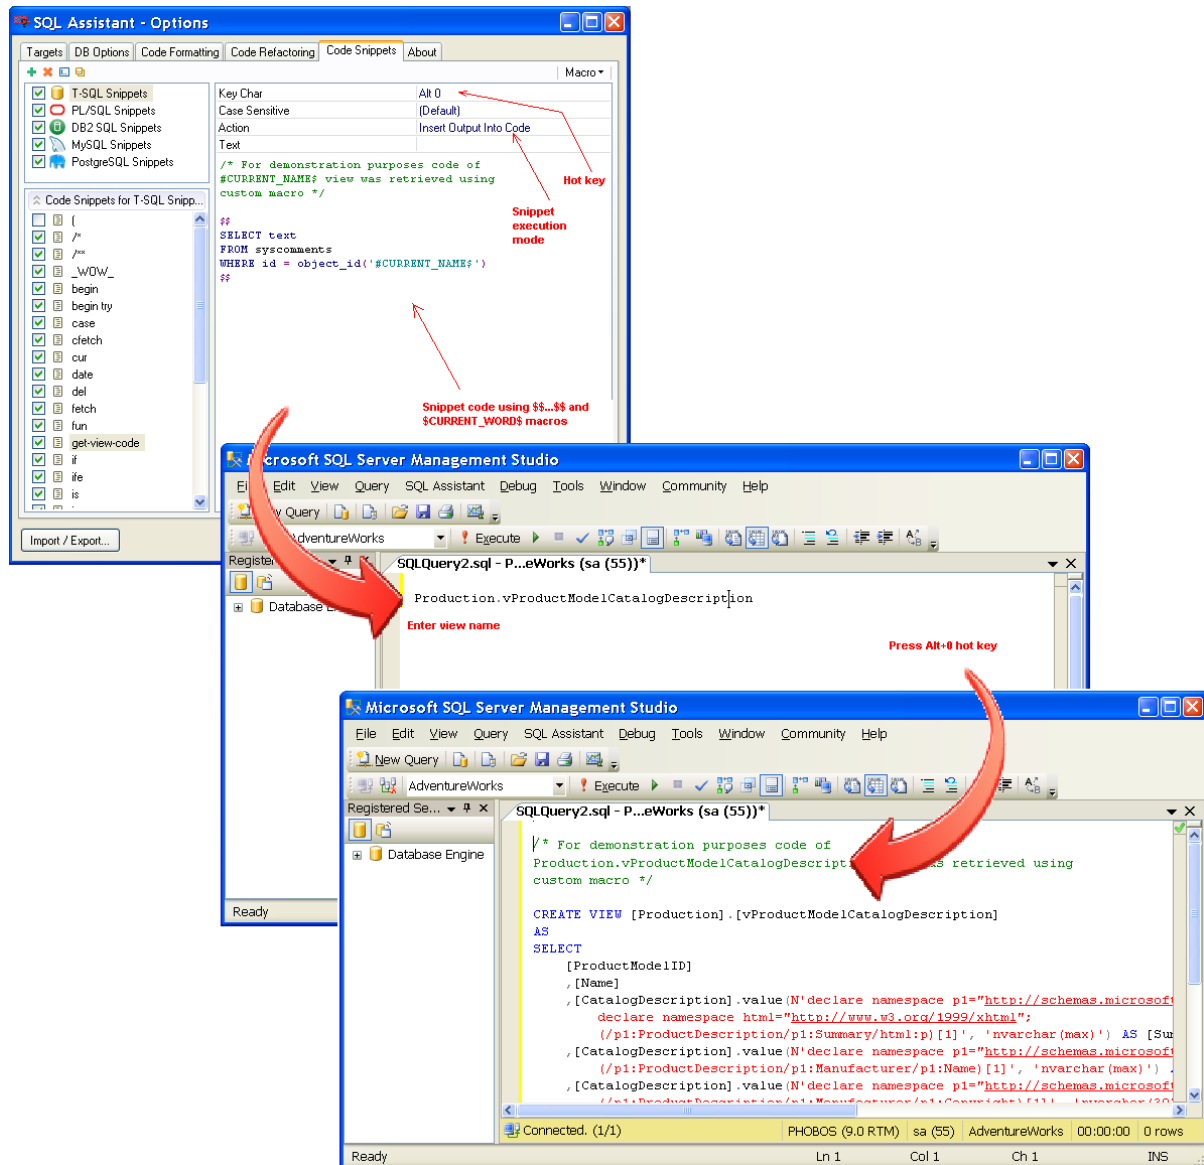 SQL Assistant - Options
Targets DB Options Code Formatting Code Refactoring Code Snippets About
Macro
T-SQL Snippets
PL/SQL Snippets
DB2 SQL Snippets
MySQL Snippets
PostgreSQL Snippets
Key Char Alt 0
Case Sensitive (Default)
Action Insert Output Into Code
Text
/* For demonstration purposes code of
#CURRENT_NAME$ view was retrieved using
custom macro */
$$
SELECT text
FROM syscomments
WHERE id = object_id('#CURRENT_NAME$')
$$
Hot key
Snippet
execution
mode
Snippet code using $$...$$ and
$CURRENT_WORD$ macros
Code Snippets for T-SQL Snipp...
(
/*
/**
_WOW_
begin
begin try
case
cfetch
cur
date
del
fetch
fun
get-view-code
if
ife
is
Import / Export...
Microsoft SQL Server Management Studio
Edit View Query SQL Assistant Debug Tools Window Community Help
Query
AdventureWorks Execute
SQLQuery2.sql - P...eWorks (sa (55))*
Database
Production.vProductModelCatalogDescription
Enter view name
Press Alt+0 hot key
Ready
Microsoft SQL Server Management Studio
File Edit View Query SQL Assistant Debug Tools Window Community Help
New Query
AdventureWorks Execute
Registered Se...
SQLQuery2.sql - P...eWorks (sa (55))*
Database Engine
/* For demonstration purposes code of
Production.vProductModelCatalogDescripti retrieved using
custom macro */
CREATE VIEW [Production].[vProductModelCatalogDescription]
AS
SELECT
[ProductModelID]
,[Name]
,[CatalogDescription].value(N'declare namespace p1="http://schemas.microsoft
declare namespace html="http://www.w3.org/1999/xhtml";
(/p1:ProductDescription/p1:Summary/html:p)[1]', 'nvarchar(max)') AS [Sum
,[CatalogDescription].value(N'declare namespace p1="http://schemas.microsoft
(/p1:ProductDescription/p1:Manufacturer/p1:Name)[1]', 'nvarchar(max)')
,[CatalogDescription].value(N'declare namespace p1="http://schemas.microsoft
Connected. (1/1) PHOBOS (9.0 RTM) sa (55) AdventureWorks 00:00:00 0 rows
Ready Ln 1 Col 1 Ch 1 INS